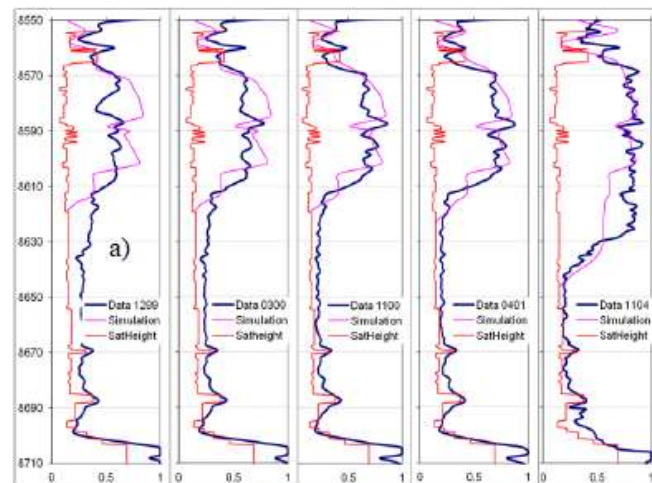 8550
8570
8590
8610
8630
8650
8670
8690
8710
a)
Data 1299
Simulation
SatHeight
Data 0300
Simulation
Satheight
Data 1100
Simulation
SatHeight
Data 0401
Simulation
SatHeight
Data 1104
Simulation
SatHeight
0 0.5 1 0 0.5 1 0 0.5 1 0 0.5 1 0 0.5 1